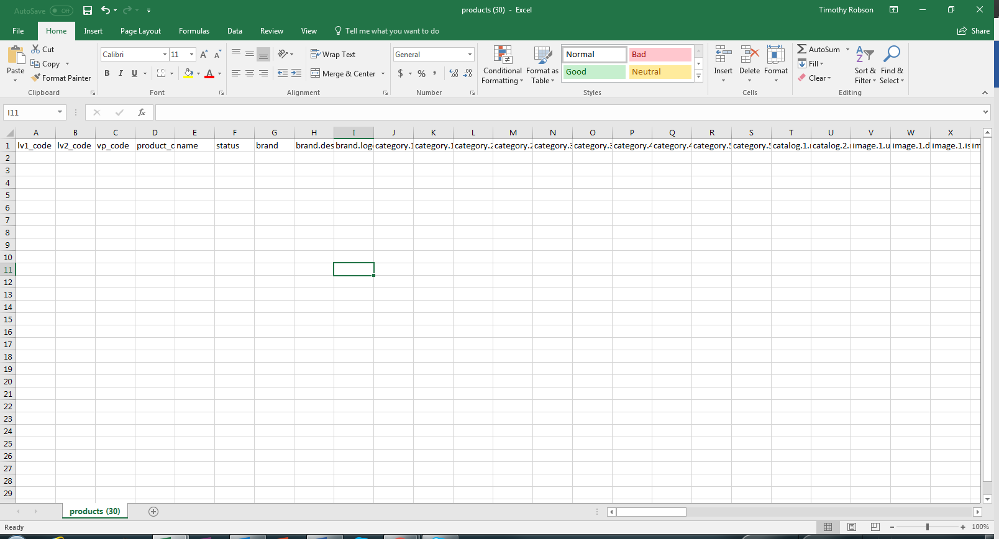 AutoSave Off
products (30) - Excel
Timothy Robson
File Home Insert Page Layout Formulas Data Review View Tell me what you want to do Share
Paste
Cut
Copy
Format Painter
Clipboard
Calibri 11
B I U
Font
Wrap Text
Merge & Center
Alignment
General
$ % ,
Number
Conditional Formatting
Format as Table
Normal Bad
Good Neutral
Styles
Insert Delete Format
Cells
AutoSum
Fill
Clear
Sort & Filter
Find & Select
Editing
I11
fx
A B C D E F G H I J K L M N O P Q R S T U V W X
1 lv1_code lv2_code vp_code product_c name status brand brand.des brand.log category.1 category.1 category.2 category.2 category.3 category.3 category.4 category.4 category.5 category.5 catalog.1. catalog.2. image.1.u image.1.d image.1.is im
2
3
4
5
6
7
8
9
10
11
12
13
14
15
16
17
18
19
20
21
22
23
24
25
26
27
28
29
products (30)
Ready
100%